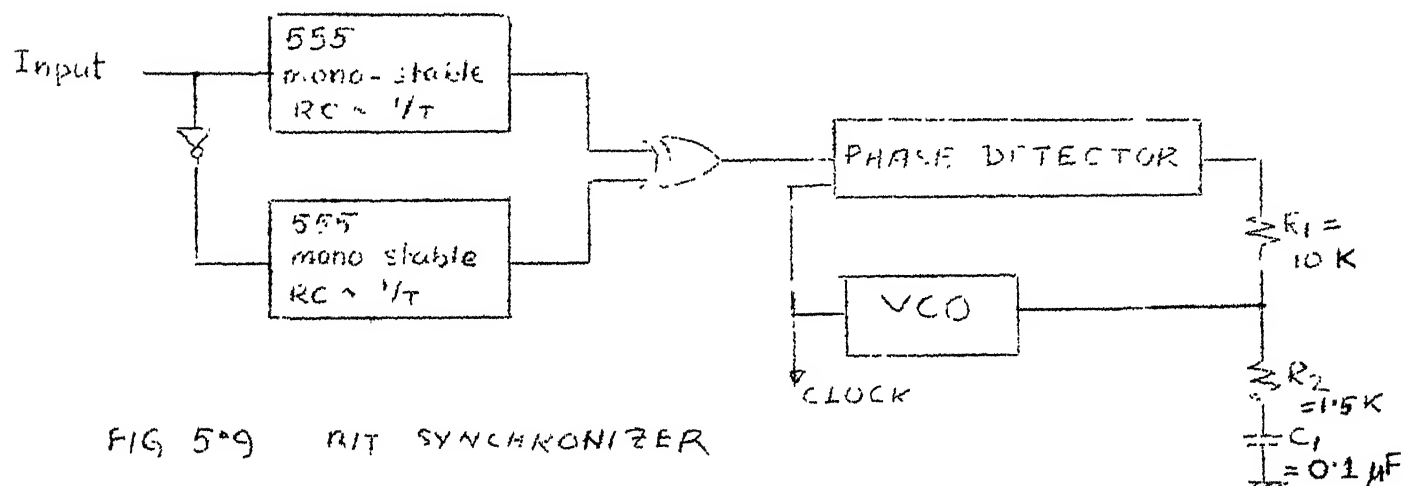 Input
555
mono-stable
RC ~ 1/T
555
mono stable
RC ~ 1/T
PHASE DETECTOR
R1 =
10 K
VCO
CLOCK
R2
=1.5K
C1
= 0.1 μF
FIG 5.9 BIT SYNCHRONIZER